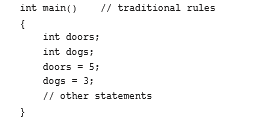 int main()    // traditional rules
{
    int doors;
    int dogs;
    doors = 5;
    dogs = 3;
    // other statements
}